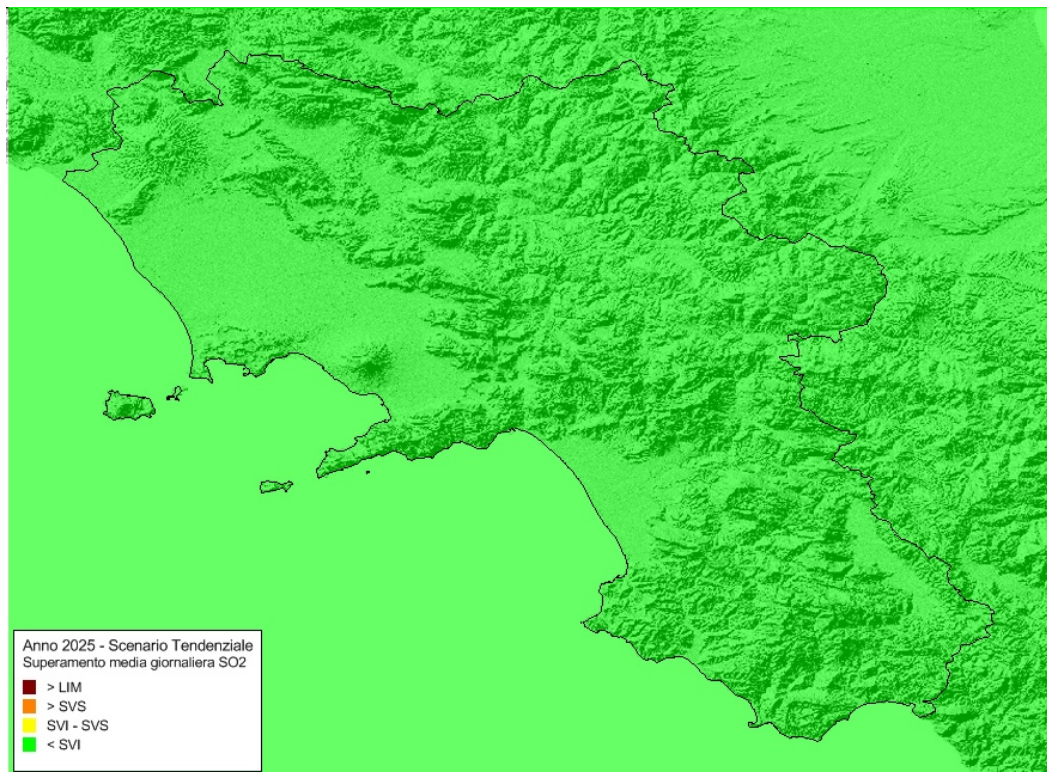 Anno 2025 - Scenario Tendenziale
Superamento media giornaliera SO2
> LIM
> SVS
SVI - SVS
< SVI